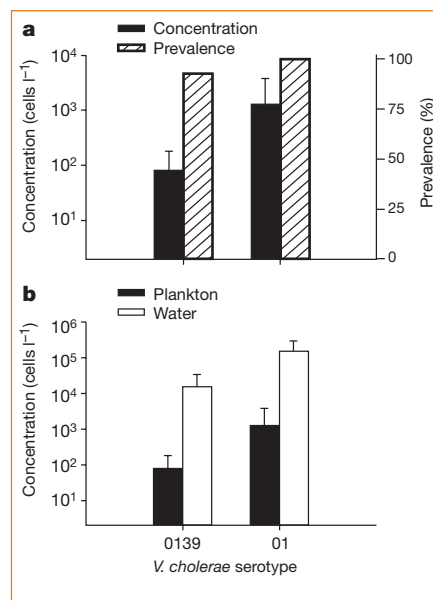 a
Concentration
Prevalence
Concentration (cells l⁻¹)
10⁴
10³
10²
10¹
100
75
50
25
0
Prevalence (%)
b
Plankton
Water
Concentration (cells l⁻¹)
10⁶
10⁵
10⁴
10³
10²
10¹
0139 01
V. cholerae serotype